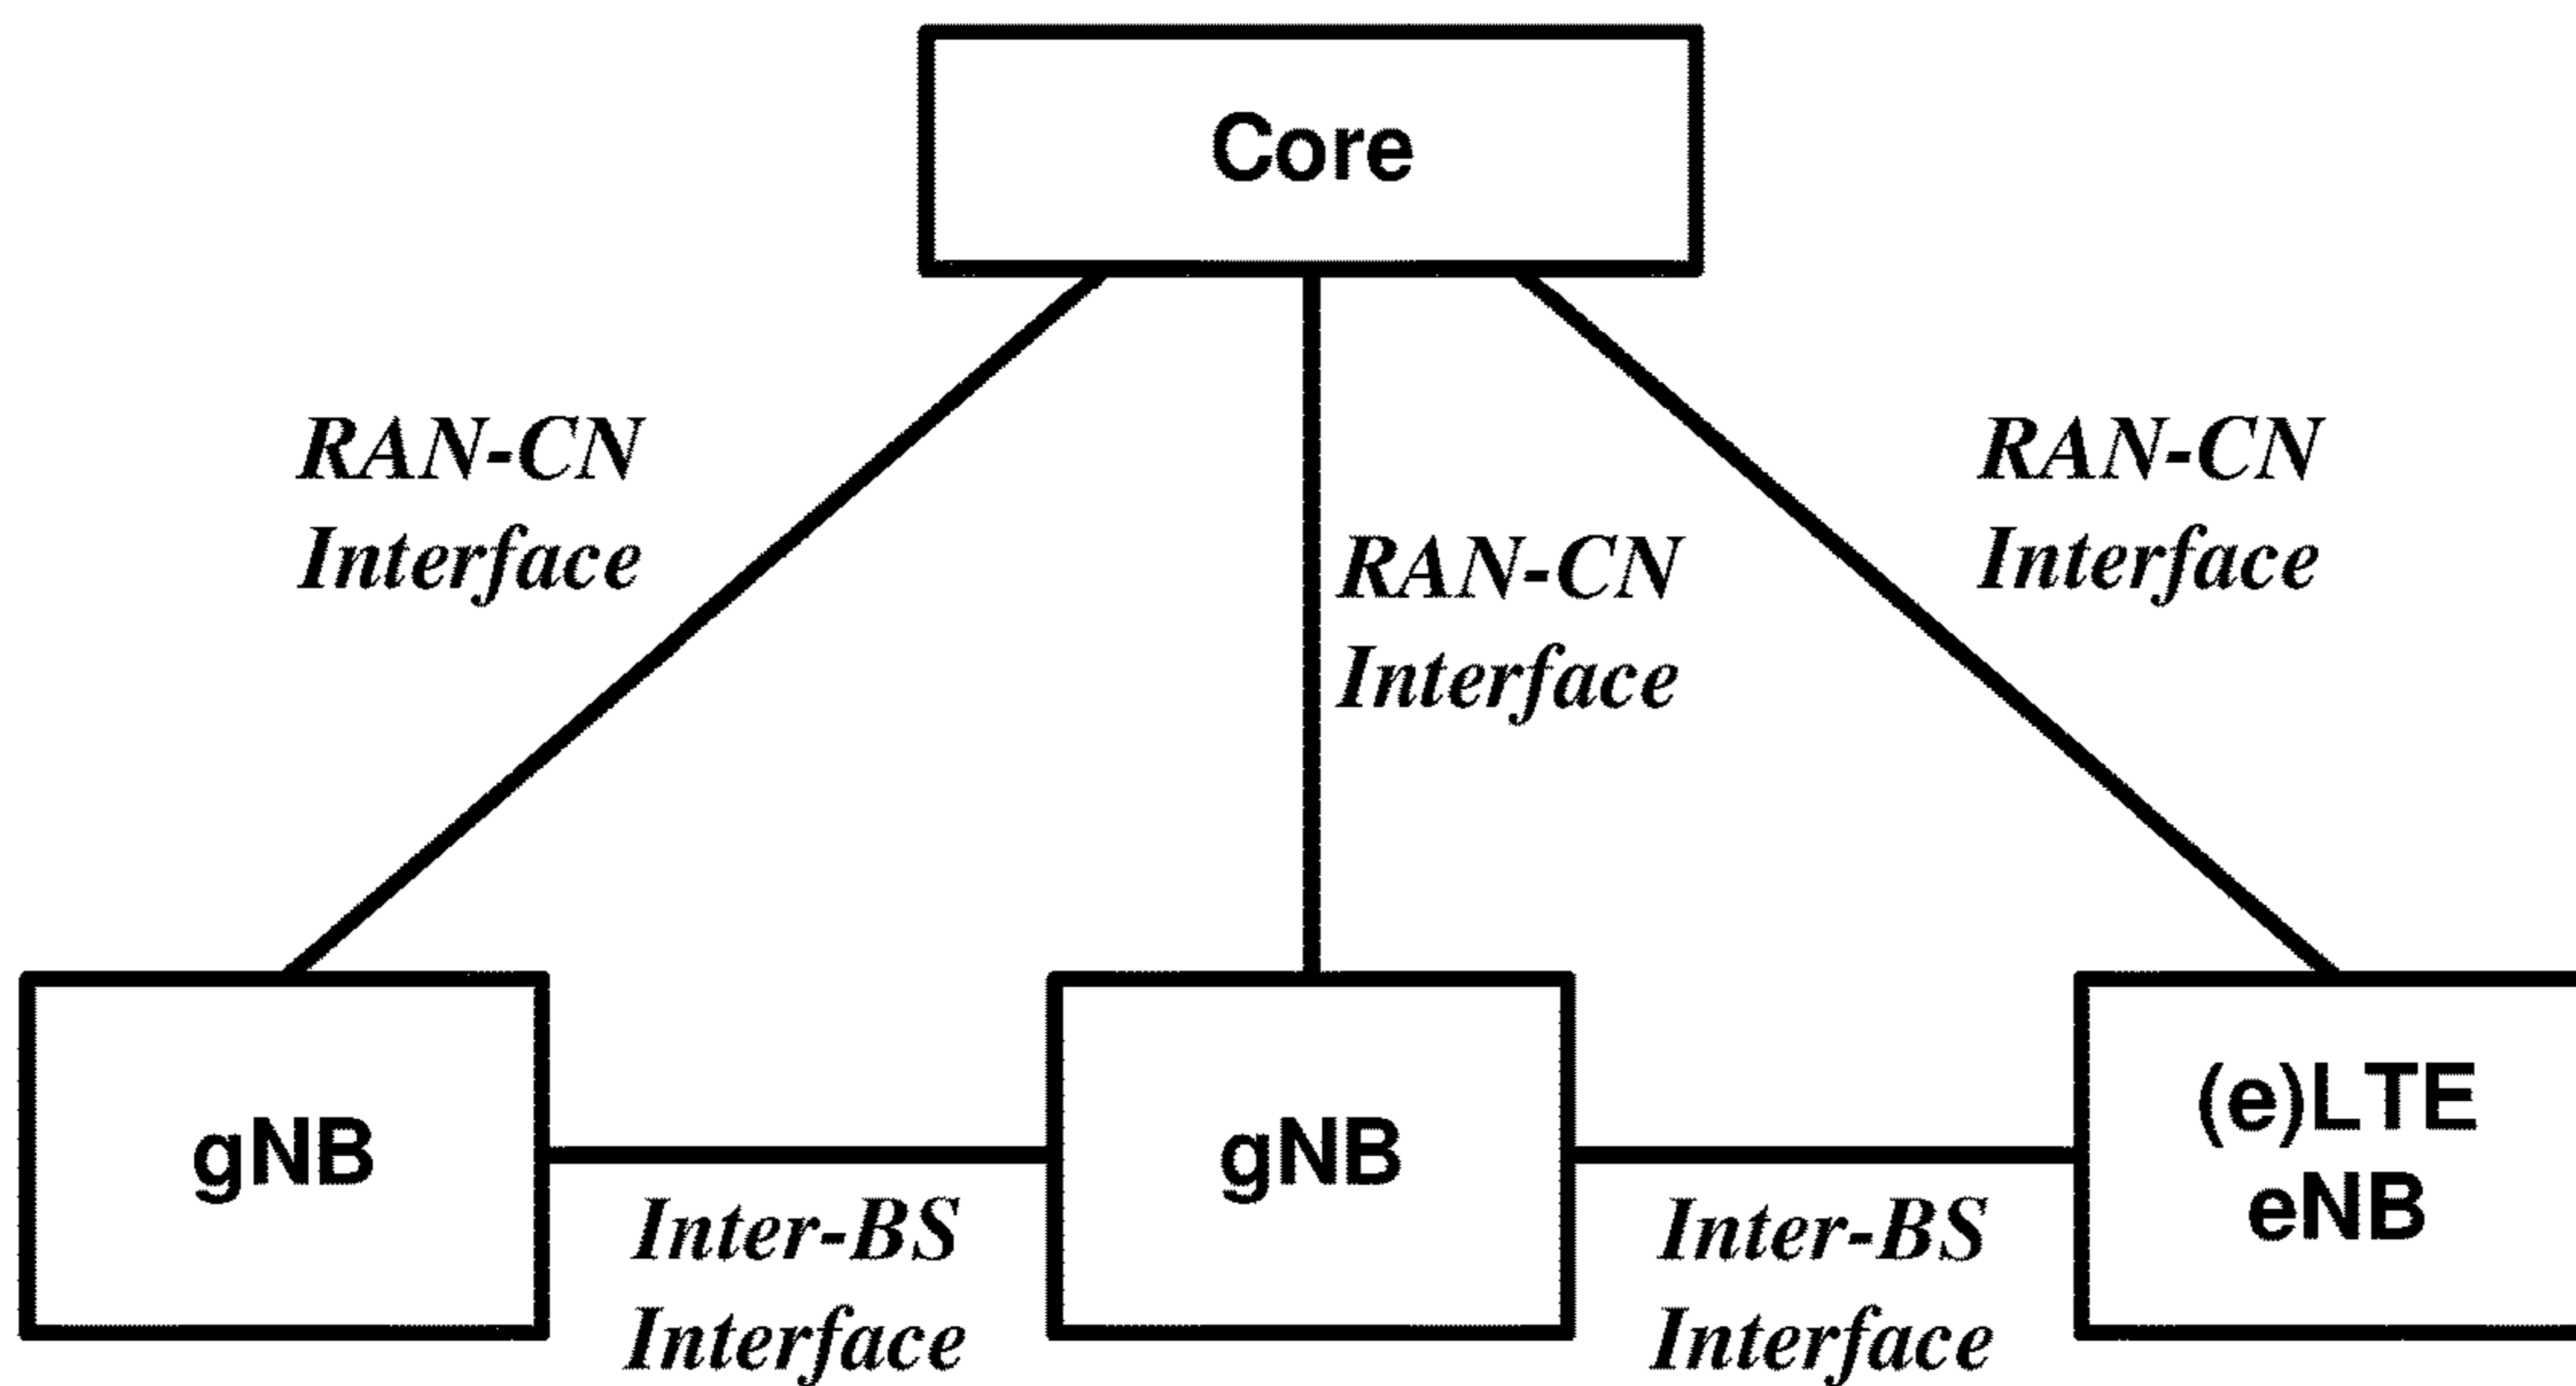 Core
RAN-CN
Interface
RAN-CN
Interface
RAN-CN
Interface
gNB
gNB
(e)LTE
eNB
Inter-BS
Interface
Inter-BS
Interface